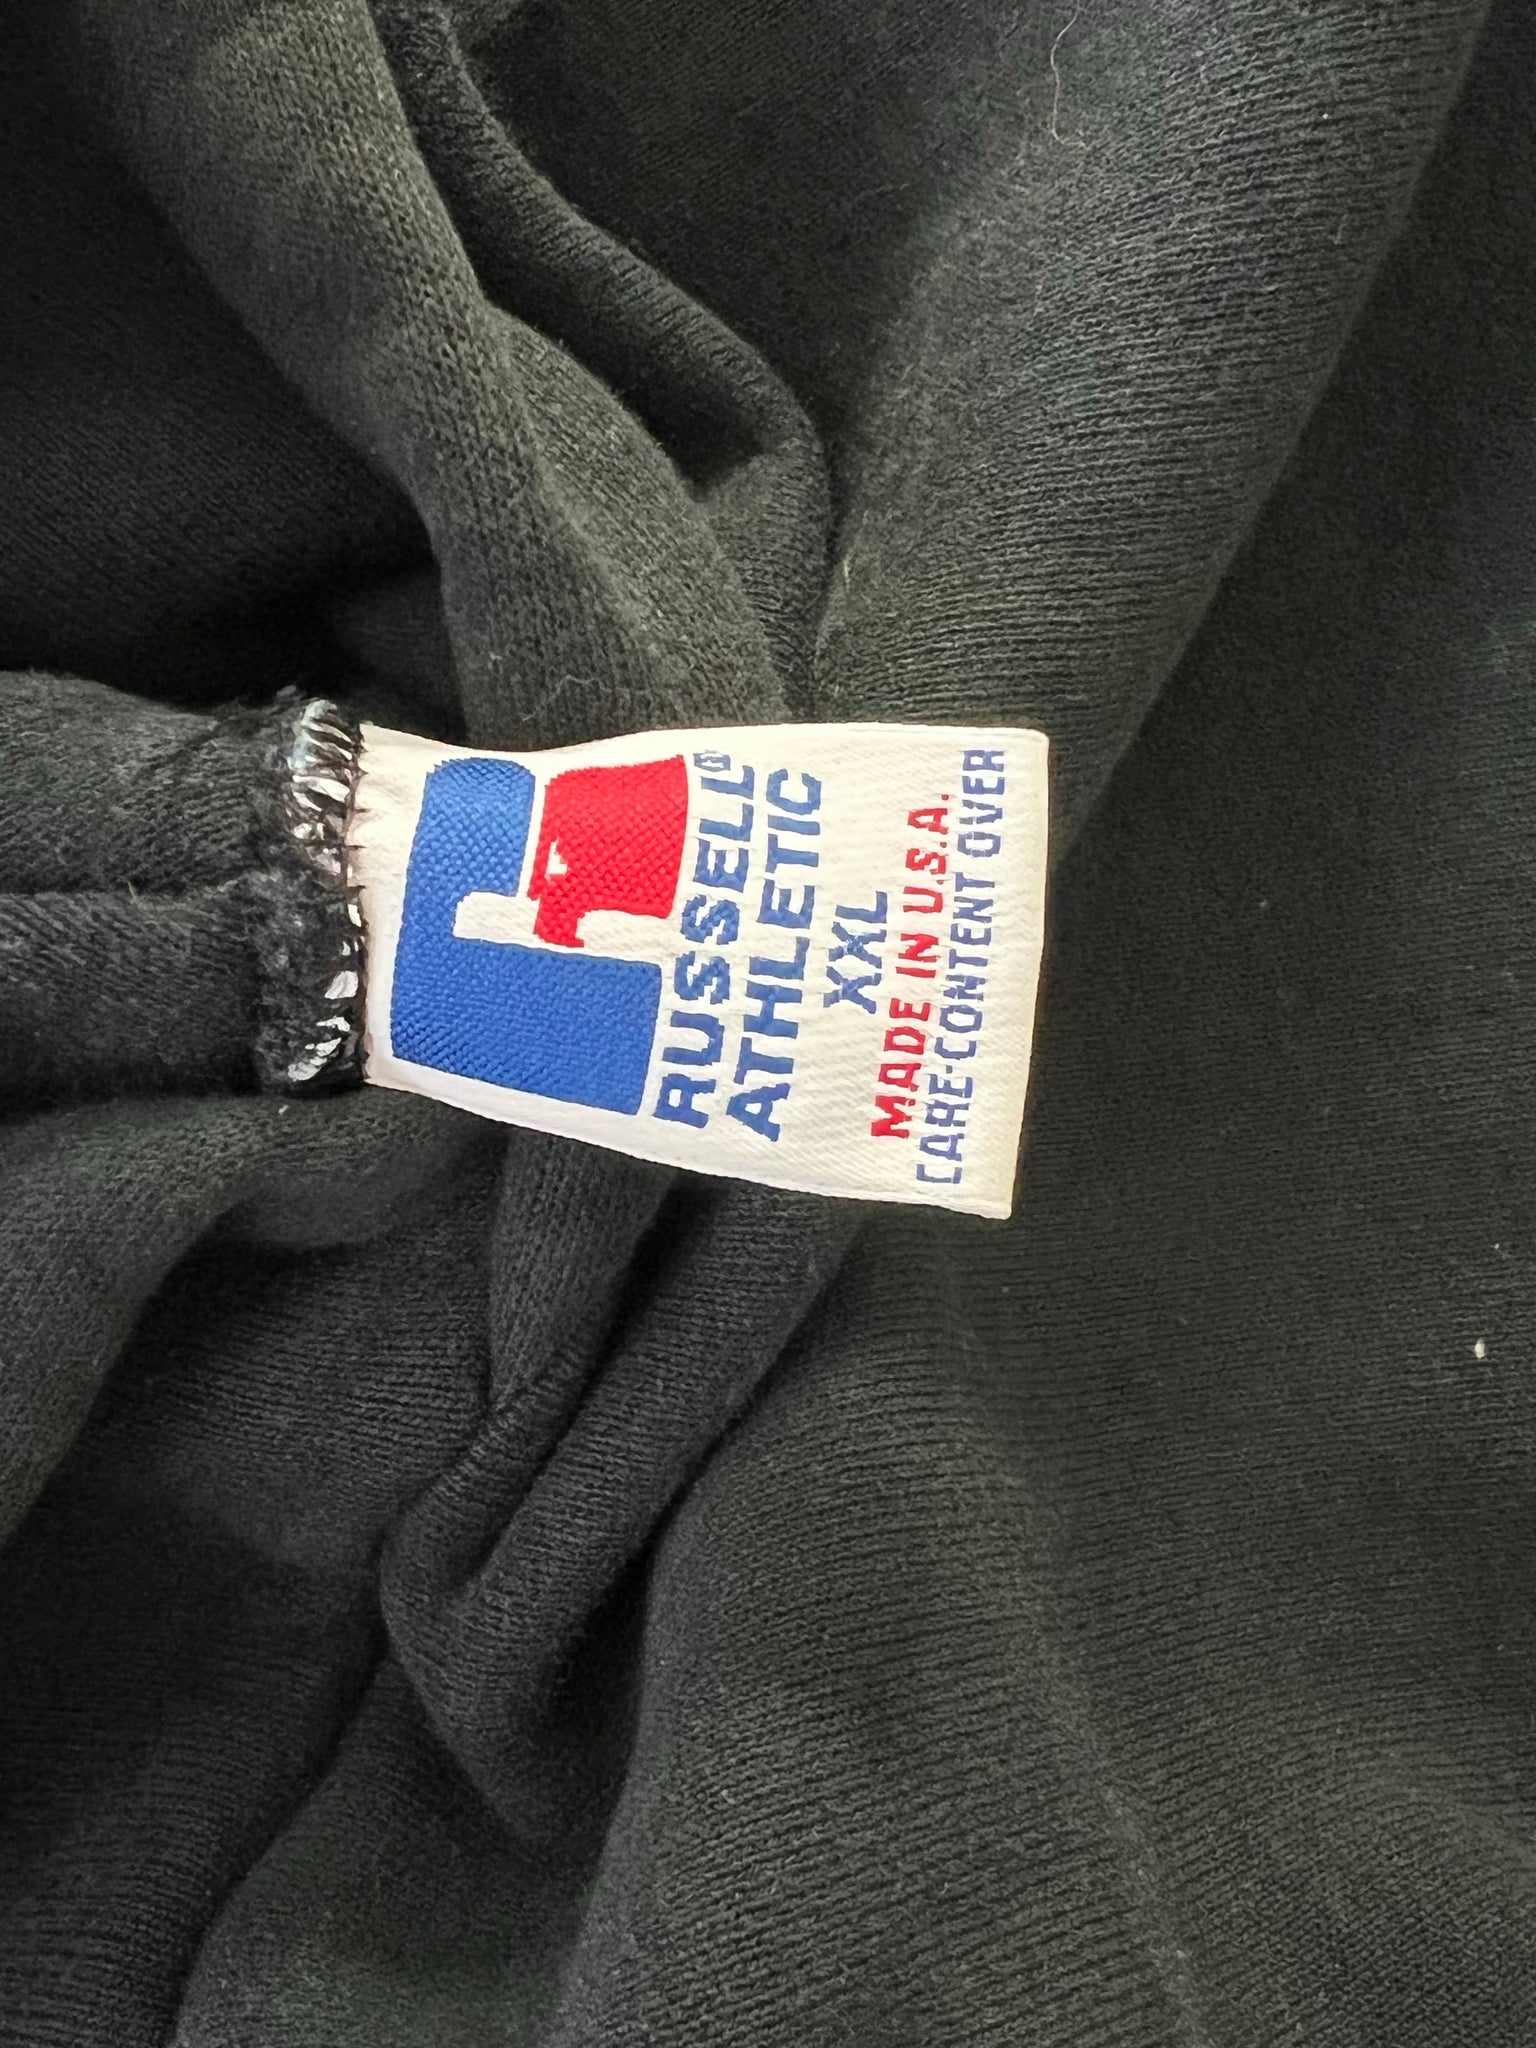 RUSSELL®
ATHLETIC
XXL
MADE IN U.S.A.
CARE-CONTENT OVER